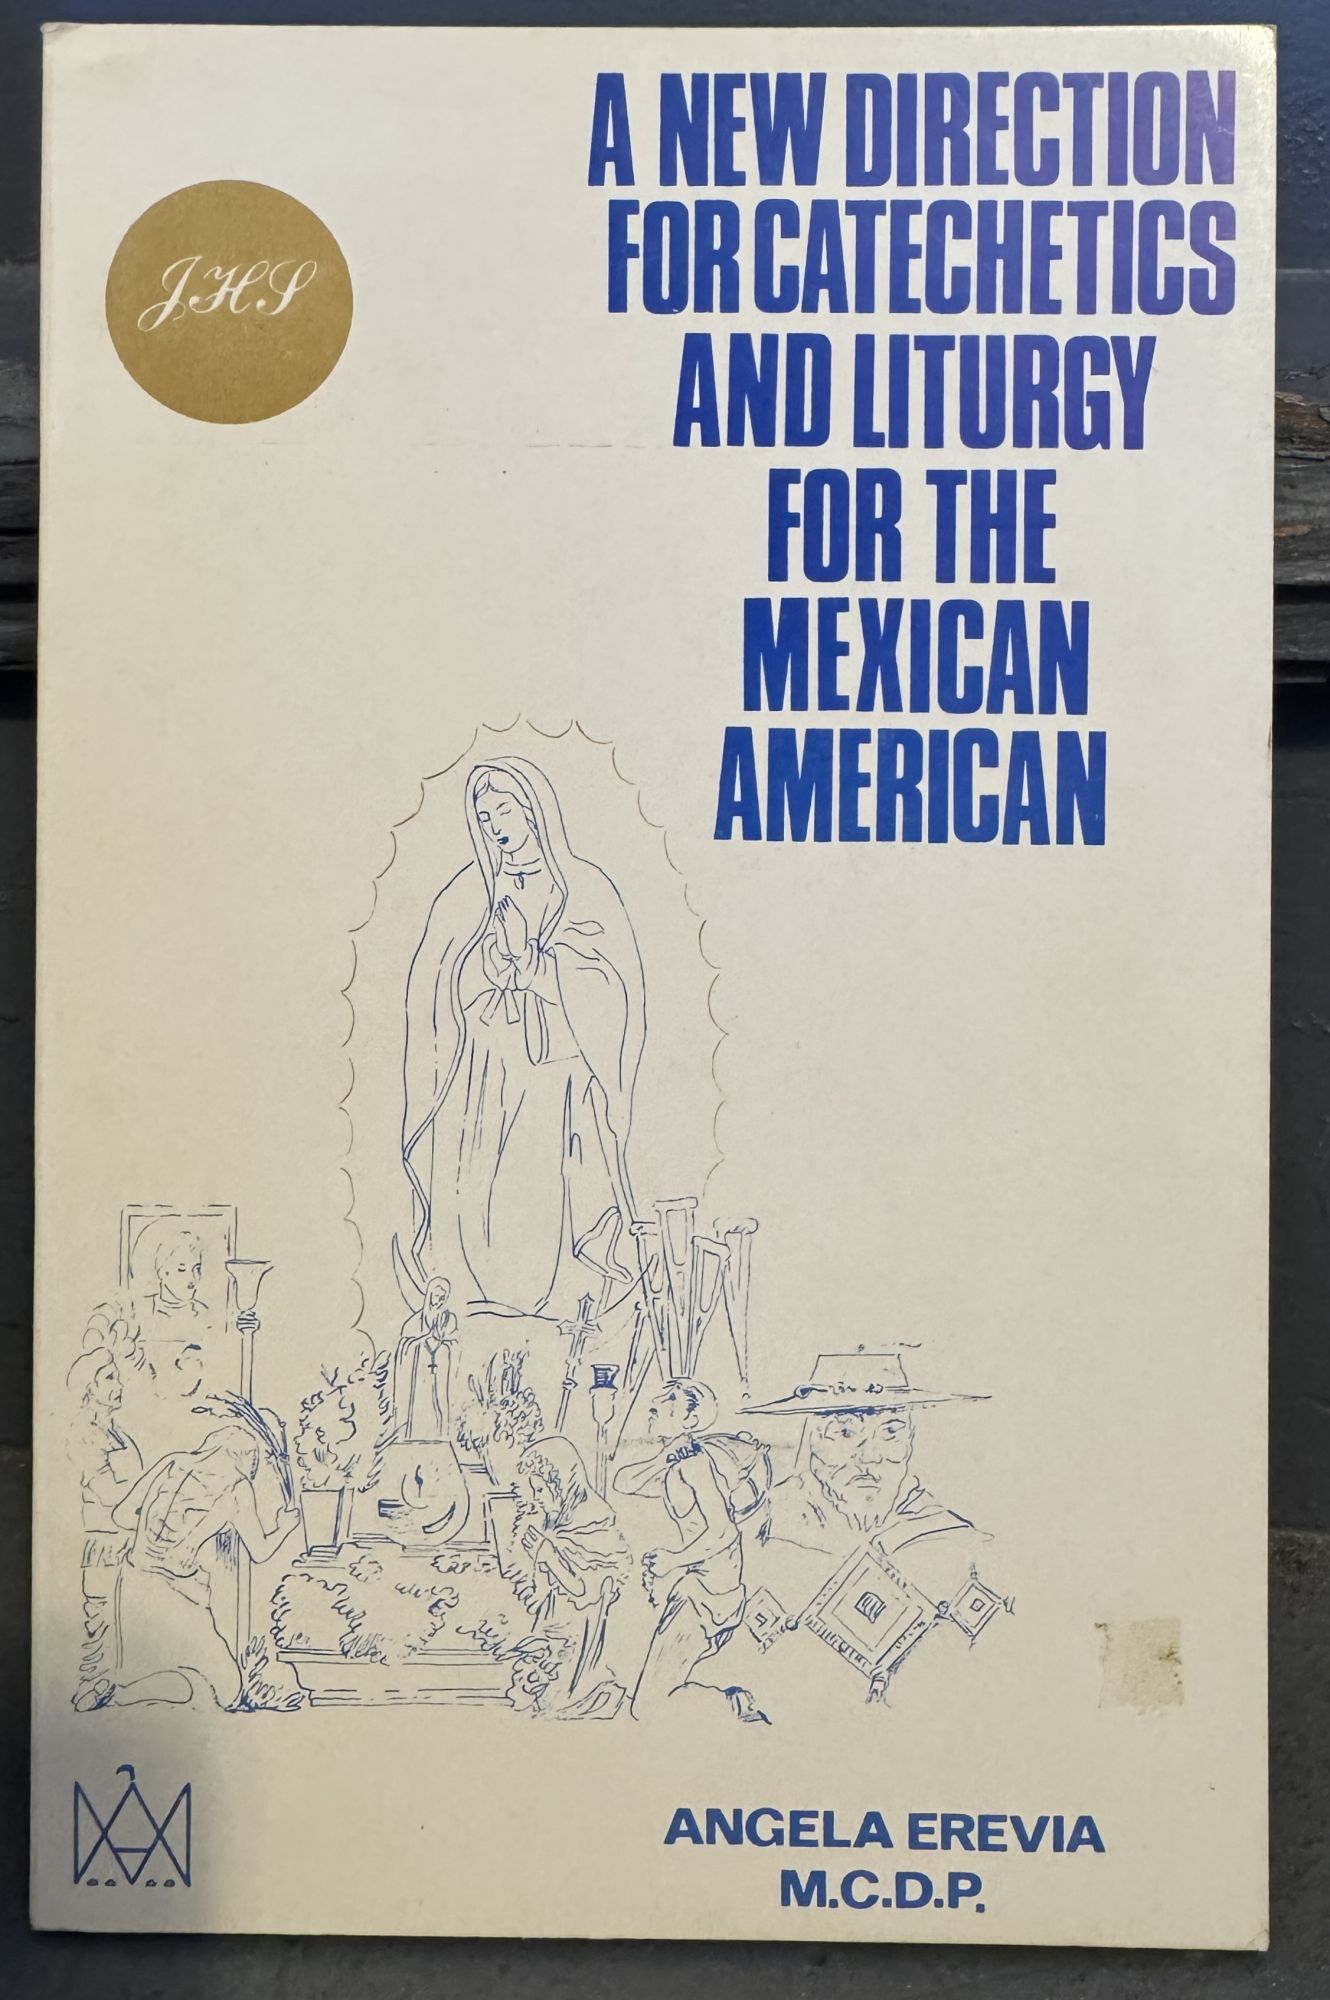 A NEW DIRECTION
FOR CATECHETICS
AND LITURGY
FOR THE
MEXICAN
AMERICAN
JHS
ANGELA EREVIA
M.C.D.P.